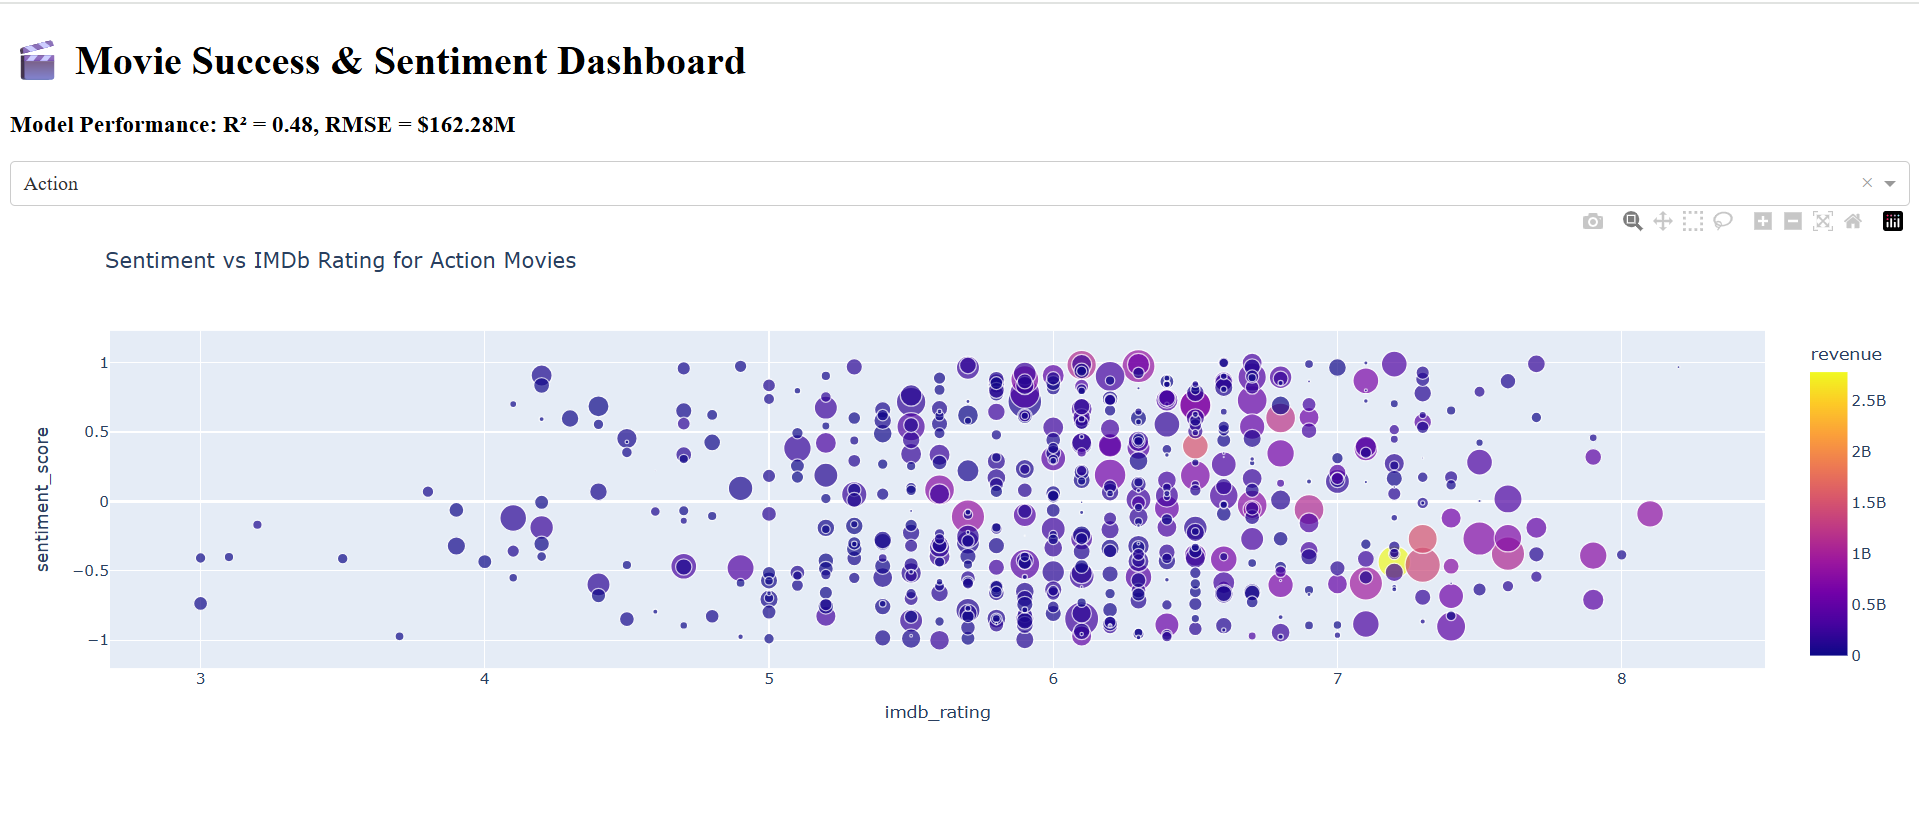 Movie Success & Sentiment Dashboard
Model Performance: R² = 0.48, RMSE = $162.28M
Action
Sentiment vs IMDb Rating for Action Movies
revenue
2.5B
2B
1.5B
1B
0.5B
0
sentiment_score
1
0.5
0
−0.5
−1
3 4 5 6 7 8
imdb_rating